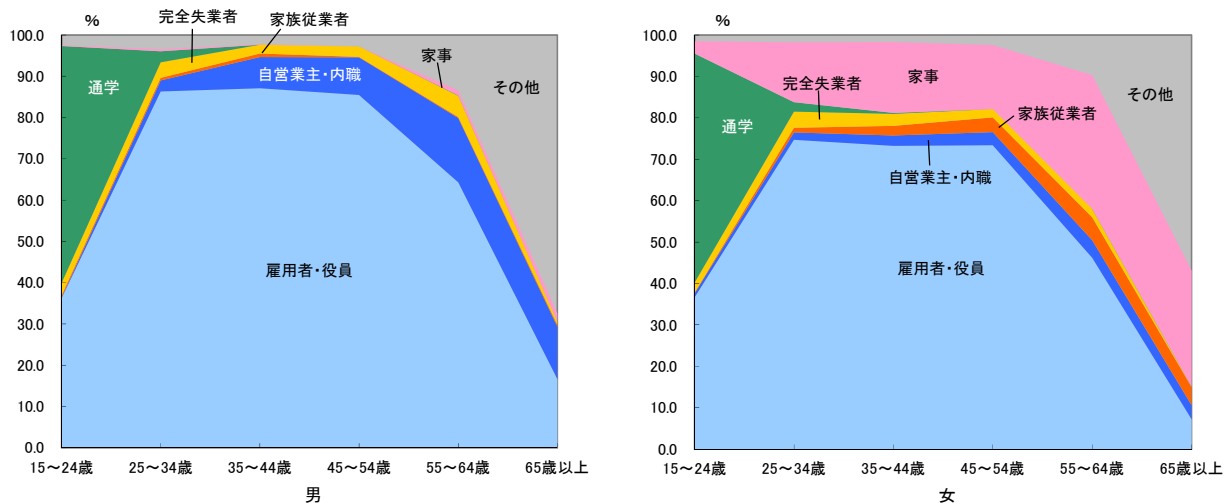 %
完全失業者
家族従業者
100.0
90.0
80.0
70.0
60.0
50.0
40.0
30.0
20.0
10.0
0.0
通学
自営業主・内職
家事
その他
雇用者・役員
15～24歳 25～34歳 35～44歳 45～54歳 55～64歳 65歳以上
男
%
100.0
90.0
80.0
70.0
60.0
50.0
40.0
30.0
20.0
10.0
0.0
家事
その他
完全失業者
通学
家族従業者
自営業主・内職
雇用者・役員
15～24歳 25～34歳 35～44歳 45～54歳 55～64歳 65歳以上
女